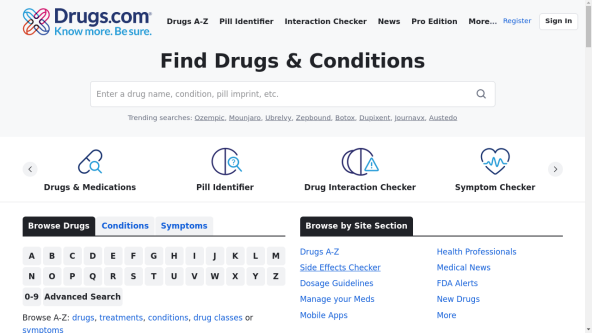 Drugs.com®
Know more. Be sure.
Drugs A-Z Pill Identifier Interaction Checker News Pro Edition More... Register Sign In
Find Drugs & Conditions
Enter a drug name, condition, pill imprint, etc.
Trending searches: Ozempic, Mounjaro, Ubrelvy, Zepbound, Botox, Dupixent, Journavx, Austedo
Drugs & Medications Pill Identifier Drug Interaction Checker Symptom Checker
Browse Drugs Conditions Symptoms
A B C D E F G H I J K L M
N O P Q R S T U V W X Y Z
0-9 Advanced Search
Browse A-Z: drugs, treatments, conditions, drug classes or
symptoms
Browse by Site Section
Drugs A-Z Health Professionals
Side Effects Checker Medical News
Dosage Guidelines FDA Alerts
Manage your Meds New Drugs
Mobile Apps More